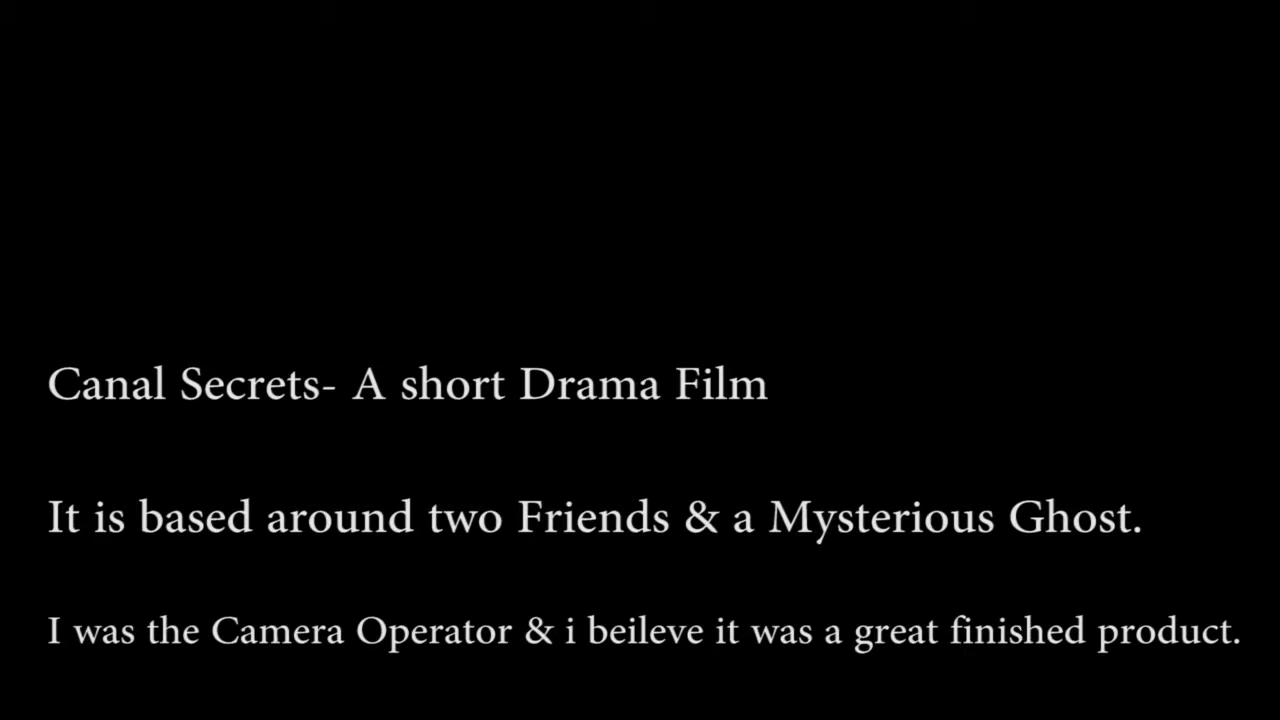 Canal Secrets- A short Drama Film
It is based around two Friends & a Mysterious Ghost.
I was the Camera Operator & i beileve it was a great finished product.